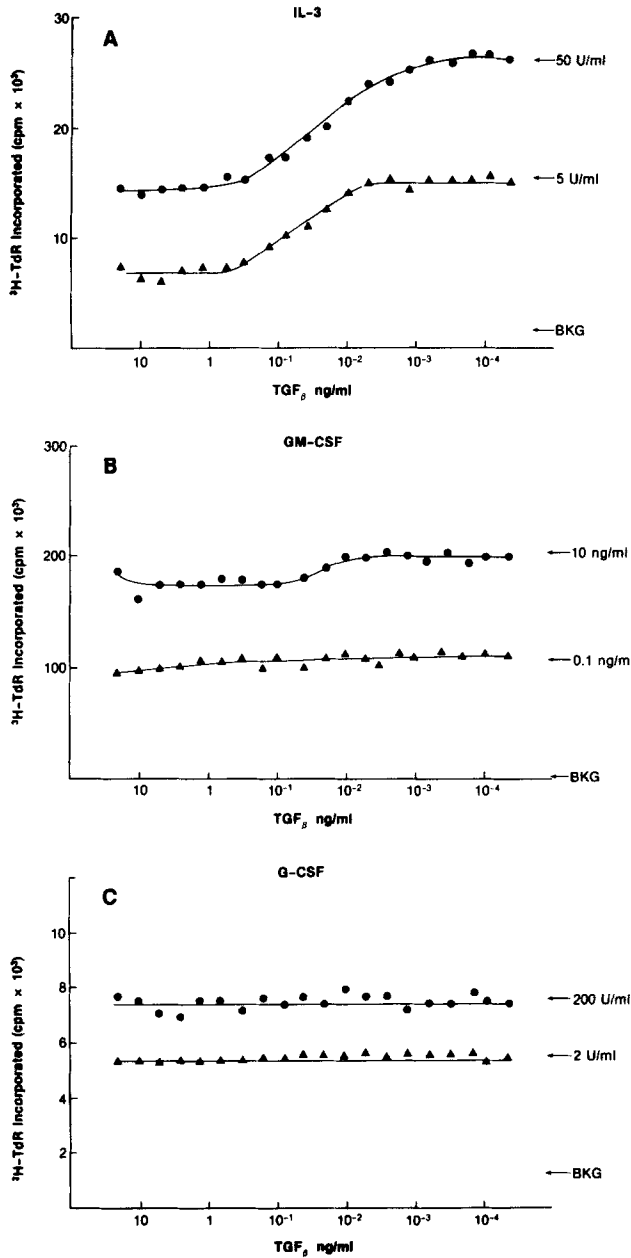 IL-3
A
30
20
10
³H-TdR Incorporated (cpm × 10³)
50 U/ml
5 U/ml
BKG
10 1 10⁻¹ 10⁻² 10⁻³ 10⁻⁴
TGFβ ng/ml
GM-CSF
B
300
200
100
³H-TdR Incorporated (cpm × 10³)
10 ng/ml
0.1 ng/m
BKG
10 1 10⁻¹ 10⁻² 10⁻³ 10⁻⁴
TGFβ ng/ml
G-CSF
C
10
8
6
4
2
³H-TdR Incorporated (cpm × 10³)
200 U/ml
2 U/ml
BKG
10 1 10⁻¹ 10⁻² 10⁻³ 10⁻⁴
TGFβ ng/ml